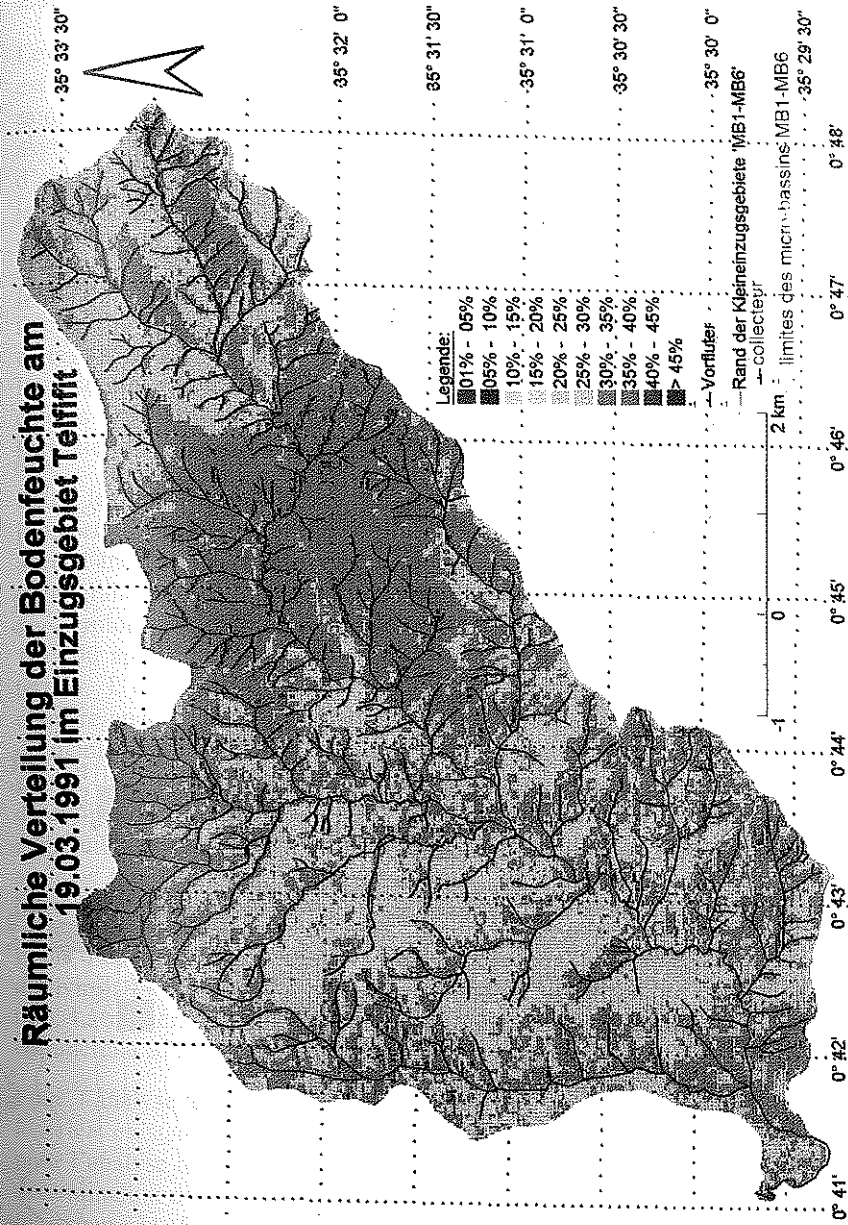 Räumliche Verteilung der Bodenfeuchte am
19.03.1991 im Einzugsgebiet Telfifit
35° 33' 30"
35° 32' 0"
35° 31' 30"
35° 31' 0"
35° 30' 30"
35° 30' 0"
35° 29' 30"
Legende:
01% - 05%
05% - 10%
10% - 15%
15% - 20%
20% - 25%
25% - 30%
30% - 35%
35% - 40%
40% - 45%
> 45%
Vorfluter
Rand der Kleineinzugsgebiete 'MB1-MB6'
collecteur
limites des micro-bassins MB1-MB6
-1 0 2 km
0° 41' 0° 42' 0° 43' 0° 44' 0° 45' 0° 46' 0° 47' 0° 48'